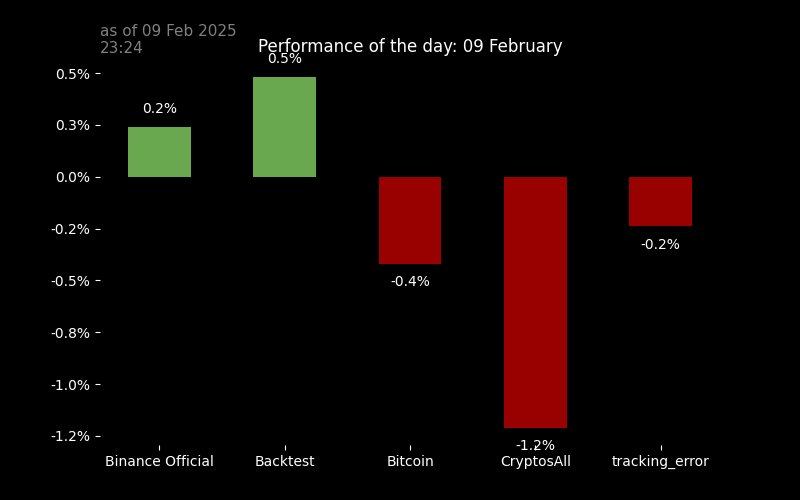 as of 09 Feb 2025
23:24
Performance of the day: 09 February
0.5%
0.3%
0.0%
-0.2%
-0.5%
-0.8%
-1.0%
-1.2%
0.2%
0.5%
-0.4%
-1.2%
-0.2%
Binance Official
Backtest
Bitcoin
CryptosAll
tracking_error